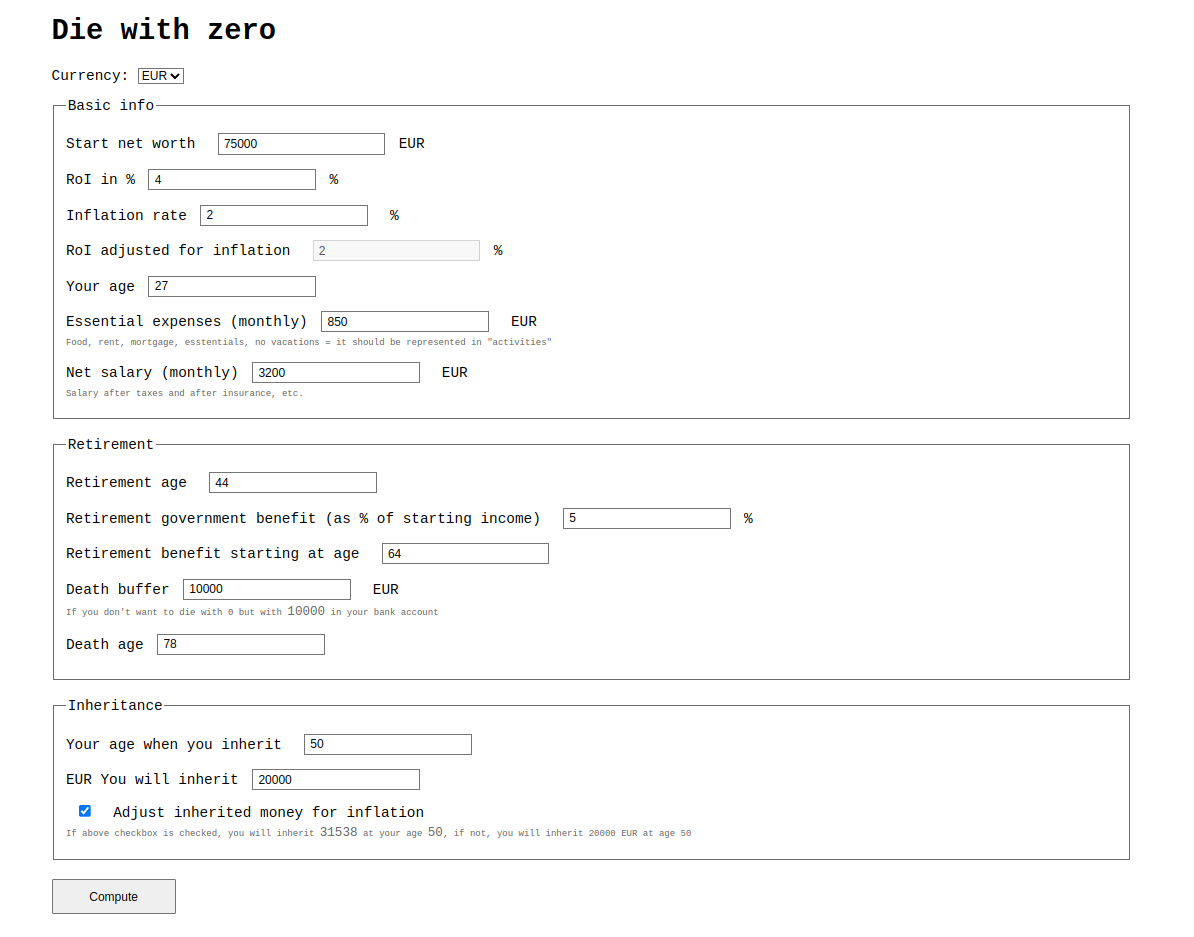 Die with zero
Currency: EUR
Basic info
Start net worth 75000 EUR
RoI in % 4 %
Inflation rate 2 %
RoI adjusted for inflation 2 %
Your age 27
Essential expenses (monthly) 850 EUR
Food, rent, mortgage, esstentials, no vacations = it should be represented in "activities"
Net salary (monthly) 3200 EUR
Salary after taxes and after insurance, etc.
Retirement
Retirement age 44
Retirement government benefit (as % of starting income) 5 %
Retirement benefit starting at age 64
Death buffer 10000 EUR
If you don't want to die with 0 but with 10000 in your bank account
Death age 78
Inheritance
Your age when you inherit 50
EUR You will inherit 20000
Adjust inherited money for inflation
If above checkbox is checked, you will inherit 31538 at your age 50, if not, you will inherit 20000 EUR at age 50
Compute